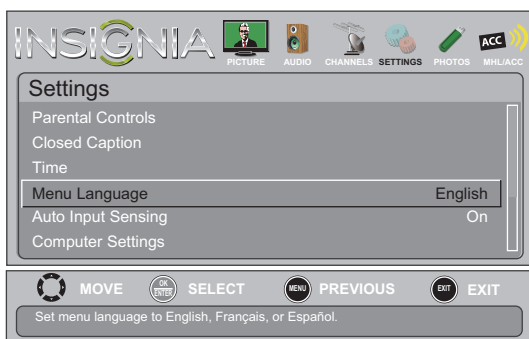 INSIGNIA
PICTURE AUDIO CHANNELS SETTINGS PHOTOS MHL/ACC
ACC
Settings
Parental Controls
Closed Caption
Time
Menu Language English
Auto Input Sensing On
Computer Settings
MOVE OK ENTER SELECT MENU PREVIOUS EXIT EXIT
Set menu language to English, Français, or Español.